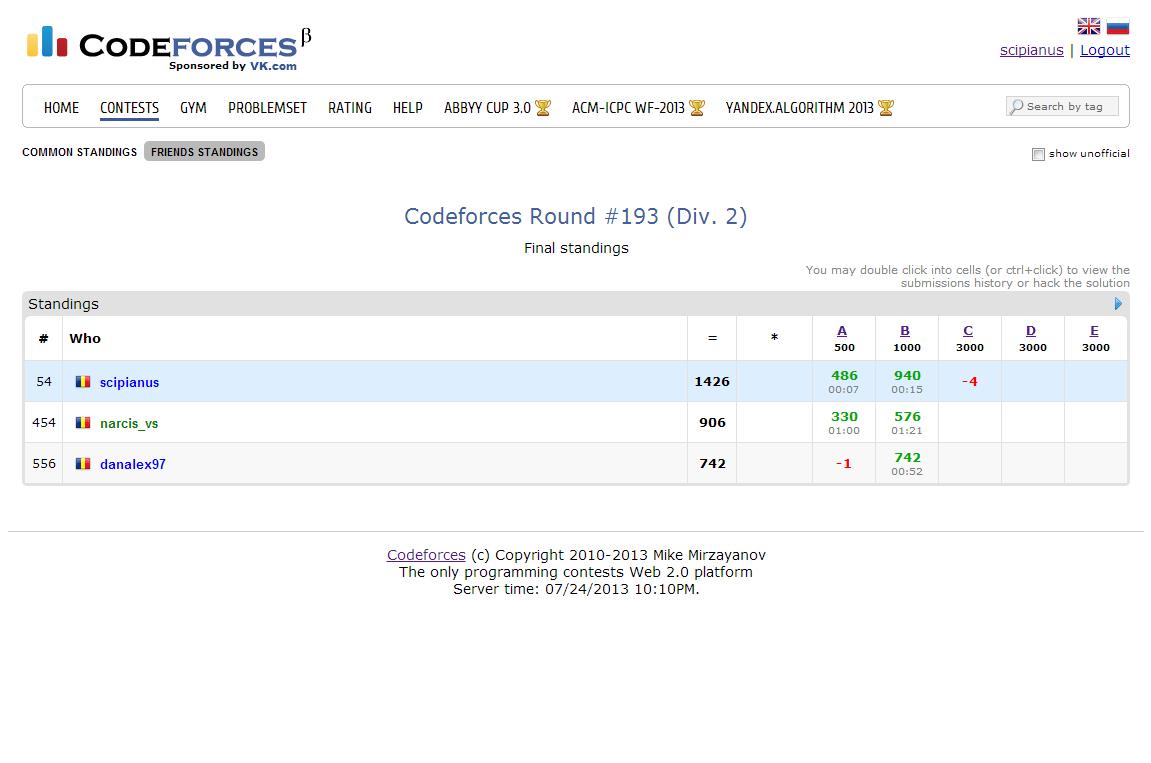 CODEFORCES β
Sponsored by VK.com
scipianus | Logout
HOME CONTESTS GYM PROBLEMSET RATING HELP ABBYY CUP 3.0 ACM-ICPC WF-2013 YANDEX.ALGORITHM 2013 Search by tag
COMMON STANDINGS FRIENDS STANDINGS show unofficial
Codeforces Round #193 (Div. 2)
Final standings
You may double click into cells (or ctrl+click) to view the
submissions history or hack the solution
Standings
# Who = * A B C D E
500 1000 3000 3000 3000
54 scipianus 1426 486 940 -4
00:07 00:15
454 narcis_vs 906 330 576
01:00 01:21
556 danalex97 742 -1 742
00:52
Codeforces (c) Copyright 2010-2013 Mike Mirzayanov
The only programming contests Web 2.0 platform
Server time: 07/24/2013 10:10PM.